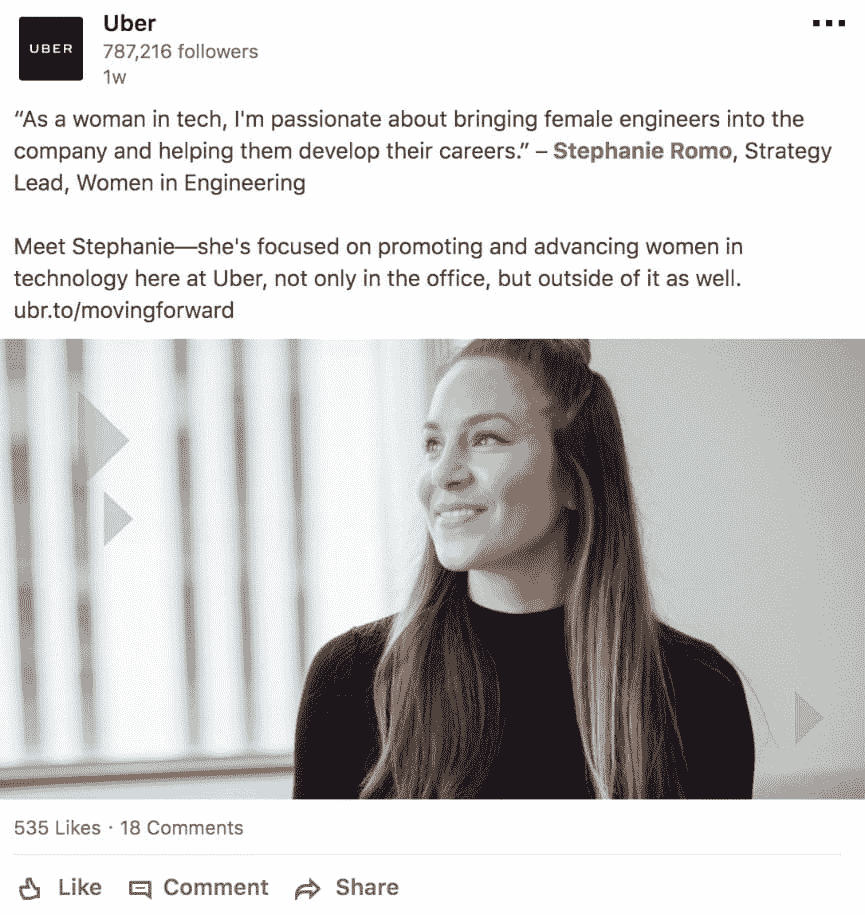 UBER
Uber
787,216 followers
1w
“As a woman in tech, I'm passionate about bringing female engineers into the
company and helping them develop their careers.” – Stephanie Romo, Strategy
Lead, Women in Engineering
Meet Stephanie—she's focused on promoting and advancing women in
technology here at Uber, not only in the office, but outside of it as well.
ubr.to/movingforward
535 Likes · 18 Comments
Like Comment Share